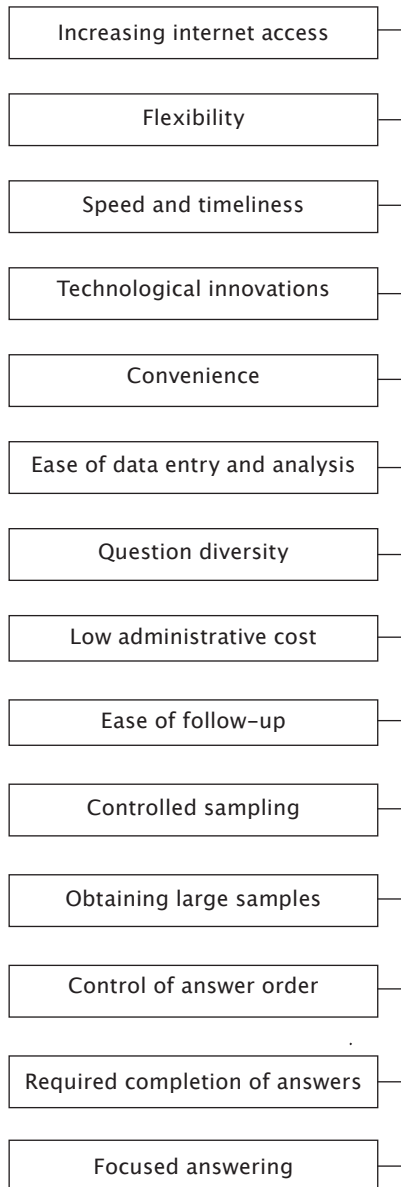 Increasing internet access
Flexibility
Speed and timeliness
Technological innovations
Convenience
Ease of data entry and analysis
Question diversity
Low administrative cost
Ease of follow–up
Controlled sampling
Obtaining large samples
Control of answer order
Required completion of answers
Focused answering